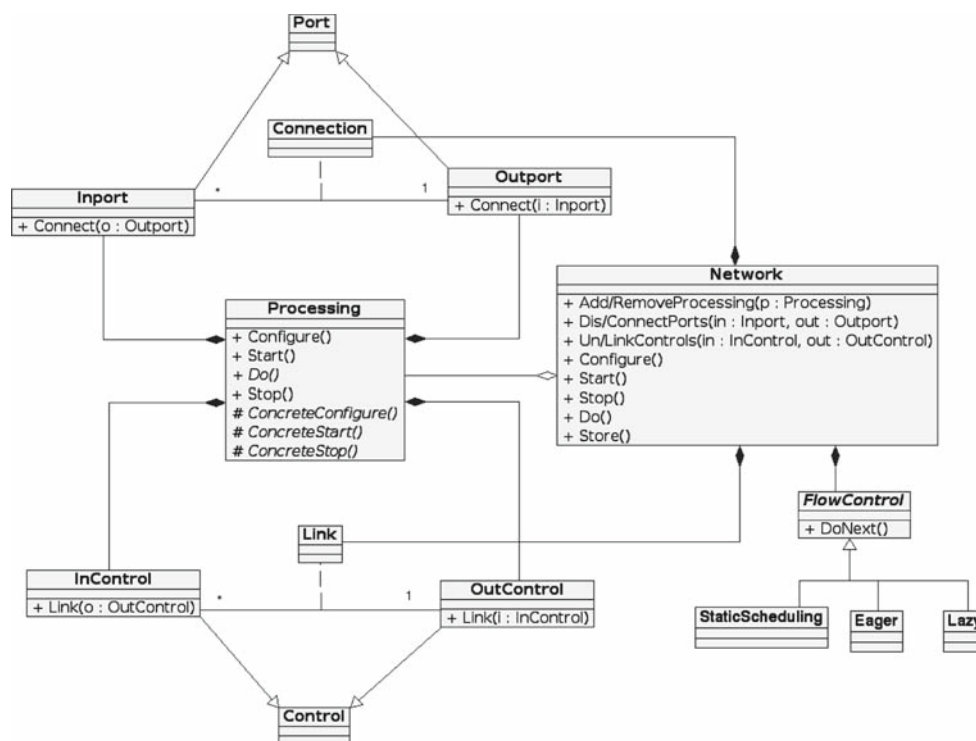 Port
Connection
*
1
Outport
+ Connect(i : Inport)
Inport
+ Connect(o : Outport)
Network
+ Add/RemoveProcessing(p : Processing)
+ Dis/ConnectPorts(in : Inport, out : Outport)
+ Un/LinkControls(in : InControl, out : OutControl)
+ Configure()
+ Start()
+ Stop()
+ Do()
+ Store()
Processing
+ Configure()
+ Start()
+ Do()
+ Stop()
# ConcreteConfigure()
# ConcreteStart()
# ConcreteStop()
FlowControl
+ DoNext()
Link
InControl
+ Link(o : OutControl)
*
1
OutControl
+ Link(i : InControl)
StaticScheduling
Eager
Lazy
Control